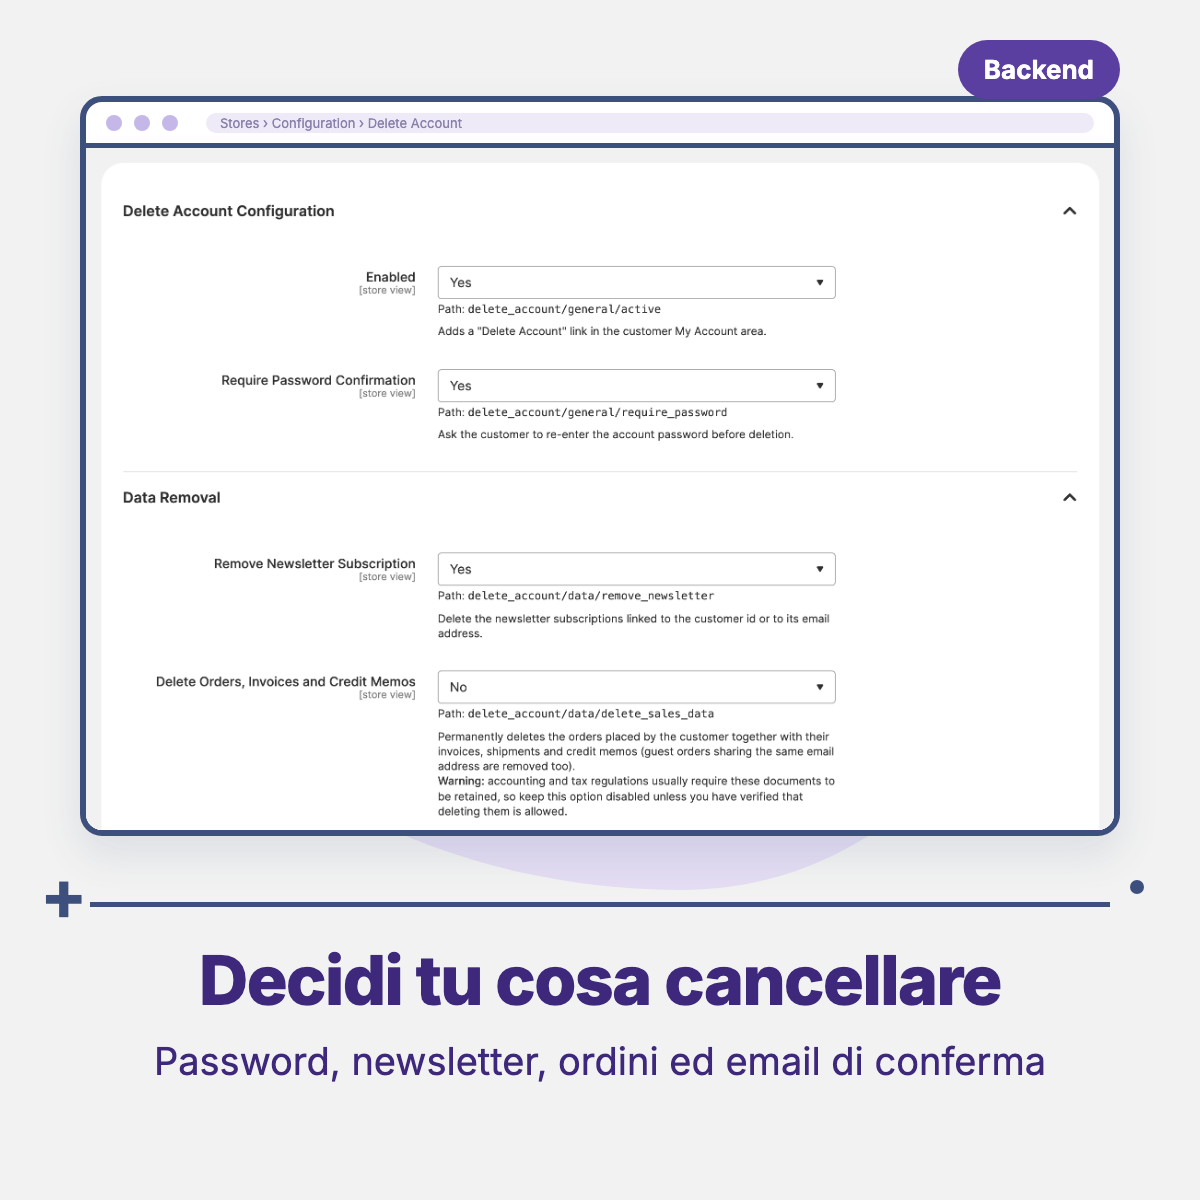 Backend
Stores › Configuration › Delete Account
Delete Account Configuration
Enabled
[store view]
Yes
Path: delete_account/general/active
Adds a "Delete Account" link in the customer My Account area.
Require Password Confirmation
[store view]
Yes
Path: delete_account/general/require_password
Ask the customer to re-enter the account password before deletion.
Data Removal
Remove Newsletter Subscription
[store view]
Yes
Path: delete_account/data/remove_newsletter
Delete the newsletter subscriptions linked to the customer id or to its email
address.
Delete Orders, Invoices and Credit Memos
[store view]
No
Path: delete_account/data/delete_sales_data
Permanently deletes the orders placed by the customer together with their
invoices, shipments and credit memos (guest orders sharing the same email
address are removed too).
Warning: accounting and tax regulations usually require these documents to
be retained, so keep this option disabled unless you have verified that
deleting them is allowed.
Decidi tu cosa cancellare
Password, newsletter, ordini ed email di conferma